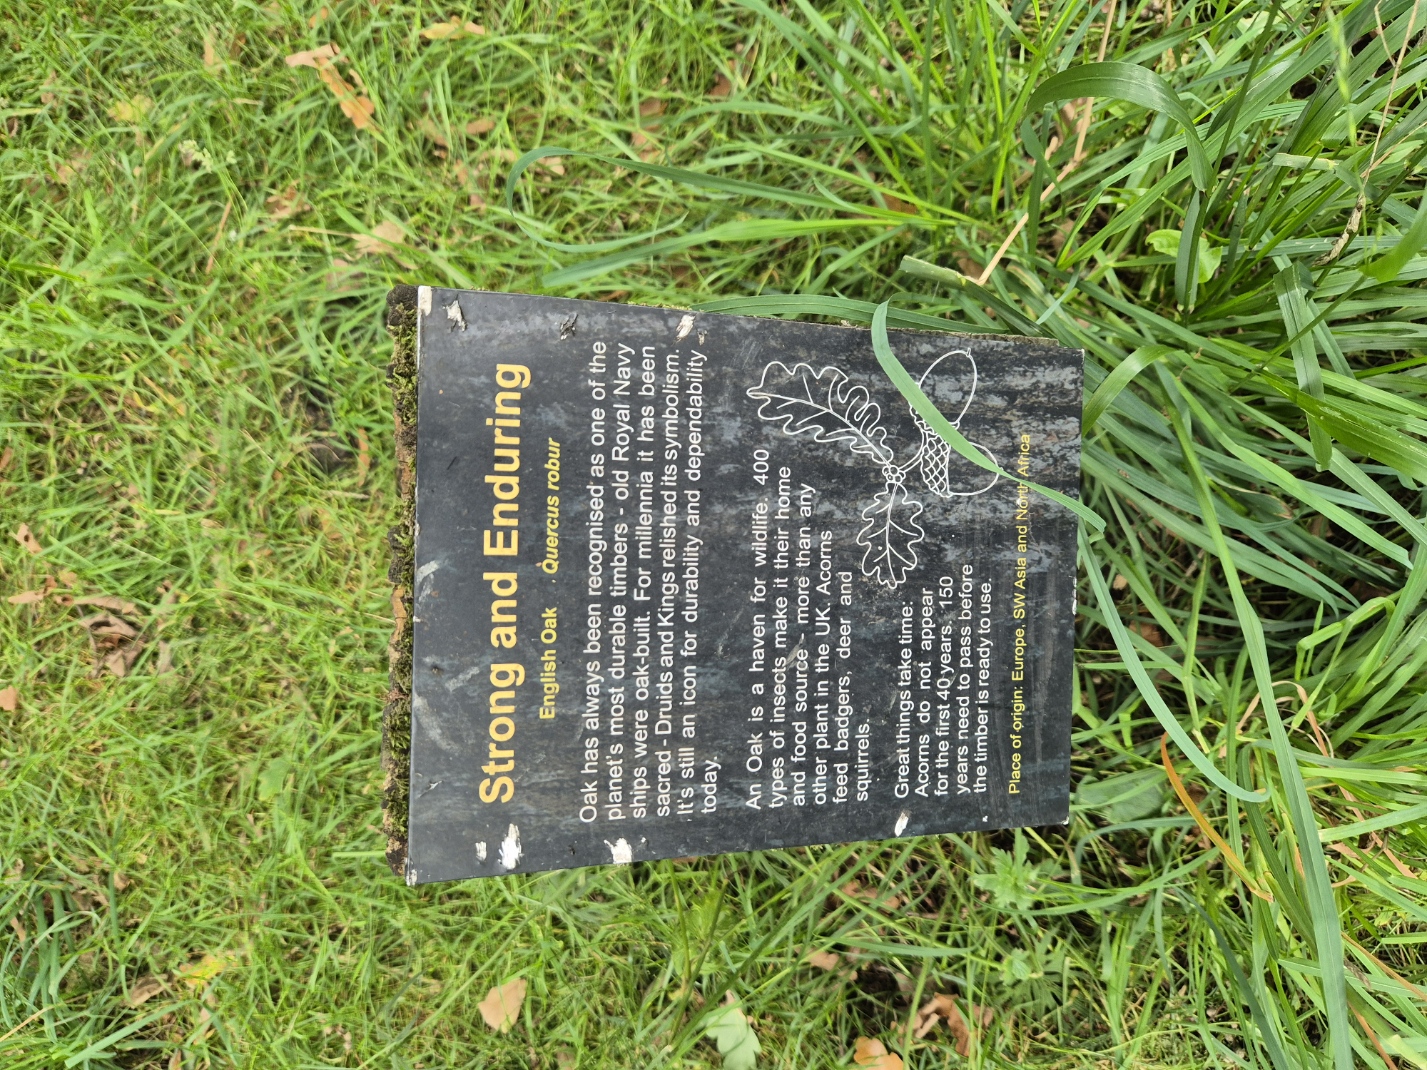 Strong and Enduring
English Oak Quercus robur
Oak has always been recognised as one of the
planet's most durable timbers - old Royal Navy
ships were oak-built. For millennia it has been
sacred - Druids and Kings relished its symbolism.
It's still an icon for durability and dependability
today.
An Oak is a haven for wildlife. 400
types of insects make it their home
and food source - more than any
other plant in the UK. Acorns
feed badgers, deer and
squirrels.
Great things take time:
Acorns do not appear
for the first 40 years. 150
years need to pass before
the timber is ready to use.
Place of origin: Europe, SW Asia and North Africa